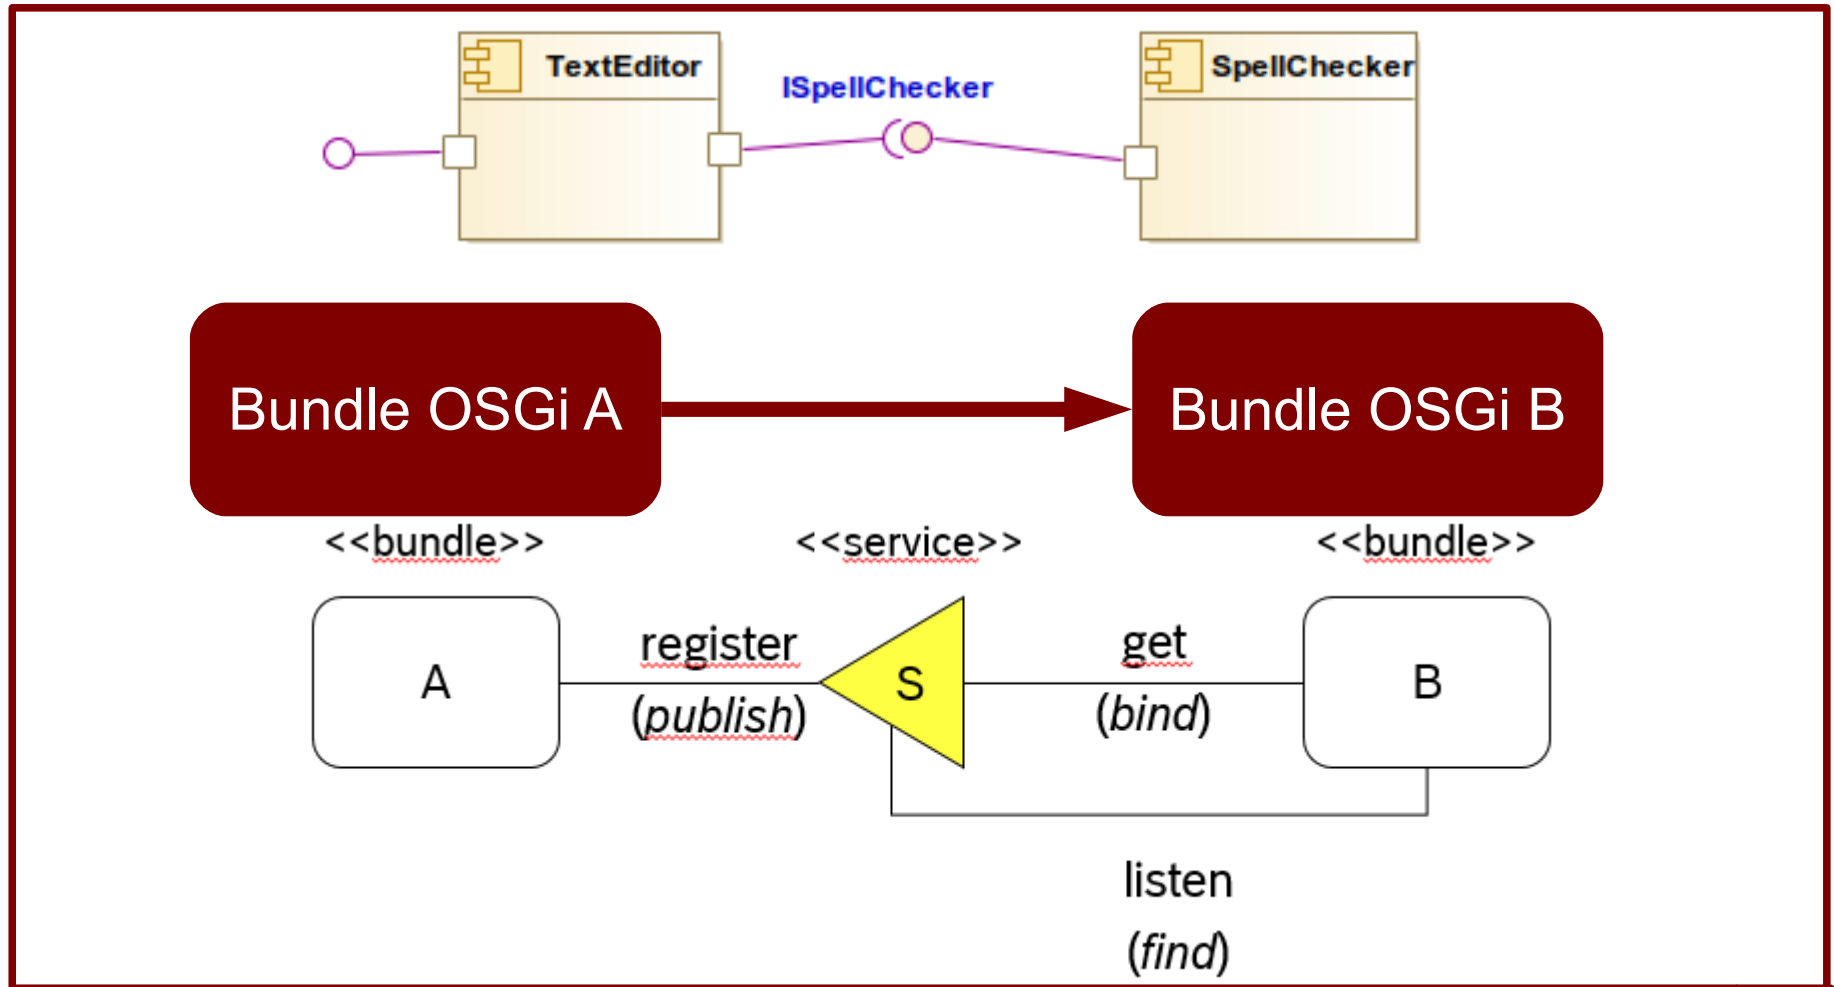 TextEditor
ISpellChecker
SpellChecker
Bundle OSGi A
Bundle OSGi B
<<bundle>>
<<service>>
<<bundle>>
A
register
(publish)
S
get
(bind)
B
listen
(find)